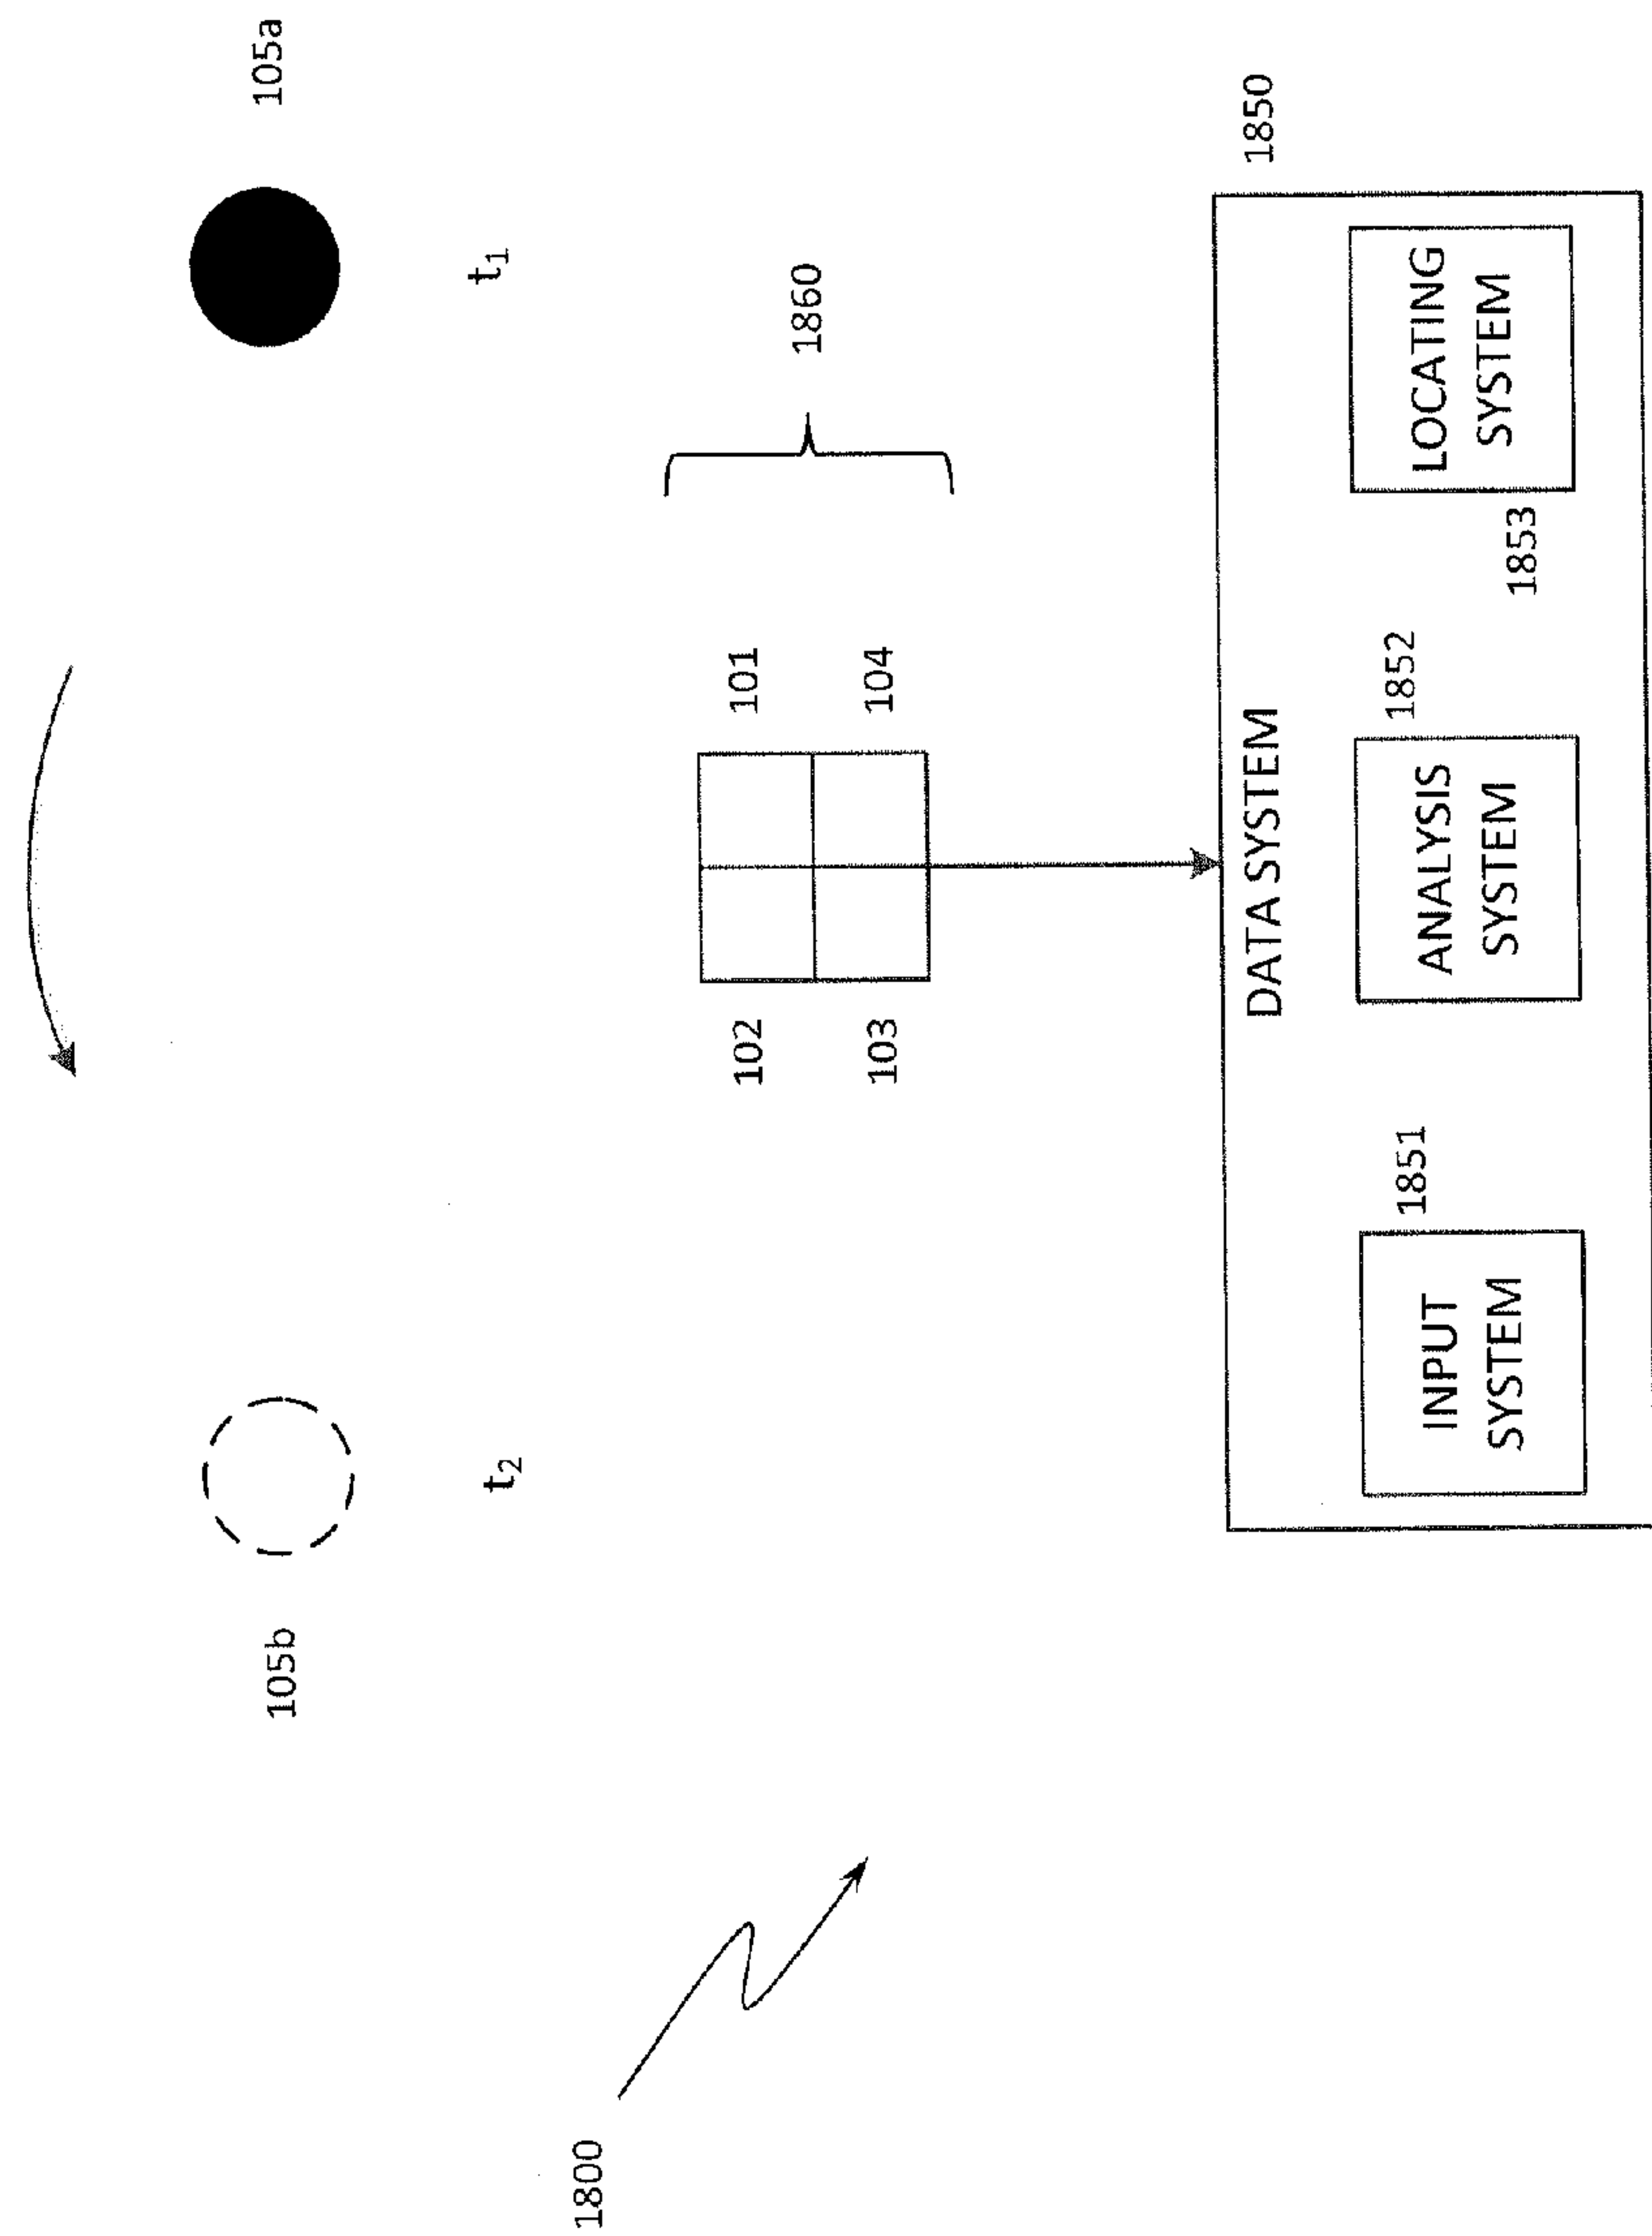 105b
105a
t2
t1
1860
102
101
103
104
1800
DATA SYSTEM
1850
1851
1852
1853
INPUT
SYSTEM
ANALYSIS
SYSTEM
LOCATING
SYSTEM